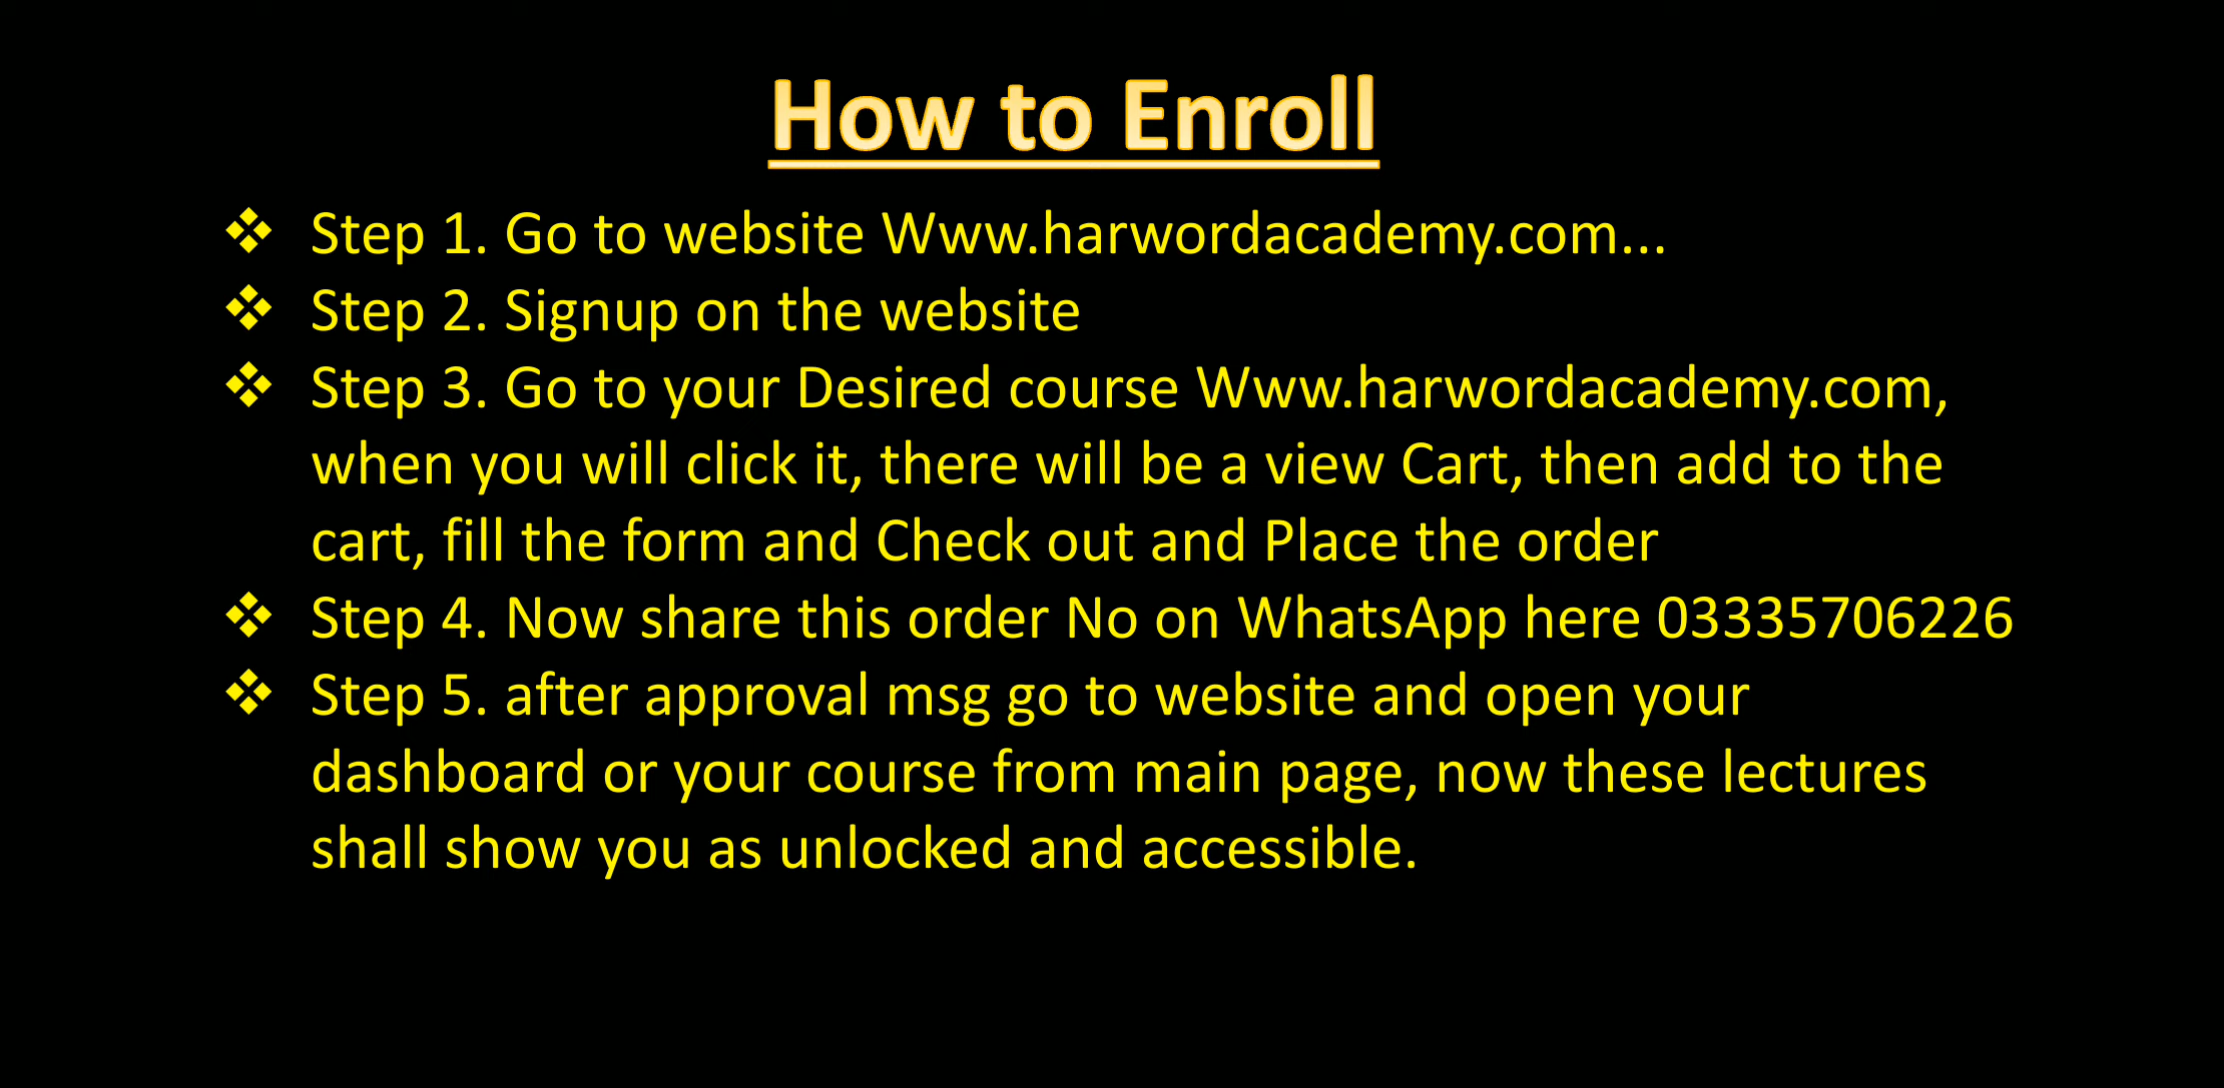 How to Enroll
❖ Step 1. Go to website Www.harwordacademy.com...
❖ Step 2. Signup on the website
❖ Step 3. Go to your Desired course Www.harwordacademy.com,
when you will click it, there will be a view Cart, then add to the
cart, fill the form and Check out and Place the order
❖ Step 4. Now share this order No on WhatsApp here 03335706226
❖ Step 5. after approval msg go to website and open your
dashboard or your course from main page, now these lectures
shall show you as unlocked and accessible.